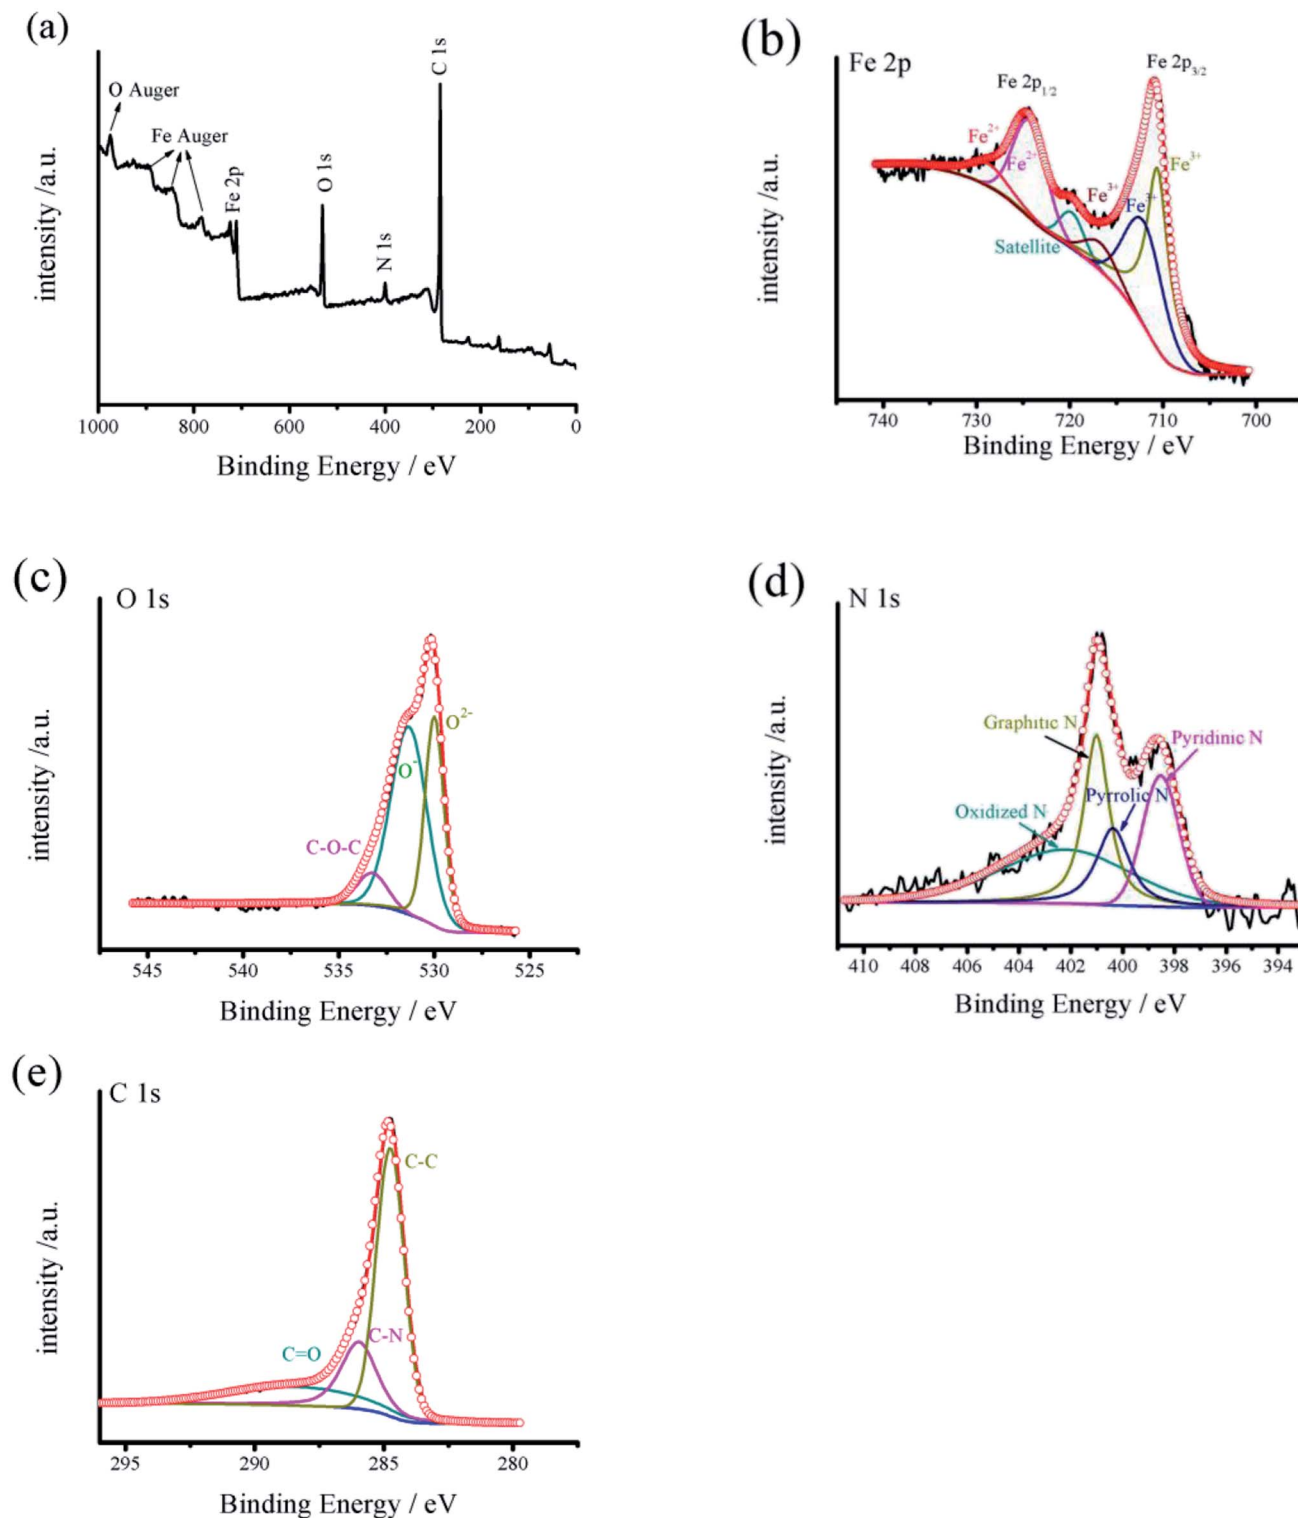 (a)
O Auger
Fe Auger
Fe 2p
O 1s
N 1s
C 1s
intensity /a.u.
1000 800 600 400 200 0
Binding Energy / eV
(b)
Fe 2p
Fe 2p1/2
Fe 2p3/2
Fe2+
Fe2+
Fe3+
Fe3+
Fe3+
Satellite
intensity /a.u.
740 730 720 710 700
Binding Energy / eV
(c)
O 1s
O2-
O-
C-O-C
intensity /a.u.
545 540 535 530 525
Binding Energy / eV
(d)
N 1s
Graphitic N
Pyridinic N
Pyrrolic N
Oxidized N
intensity /a.u.
410 408 406 404 402 400 398 396 394
Binding Energy / eV
(e)
C 1s
C-C
C-N
C=O
intensity /a.u.
295 290 285 280
Binding Energy / eV